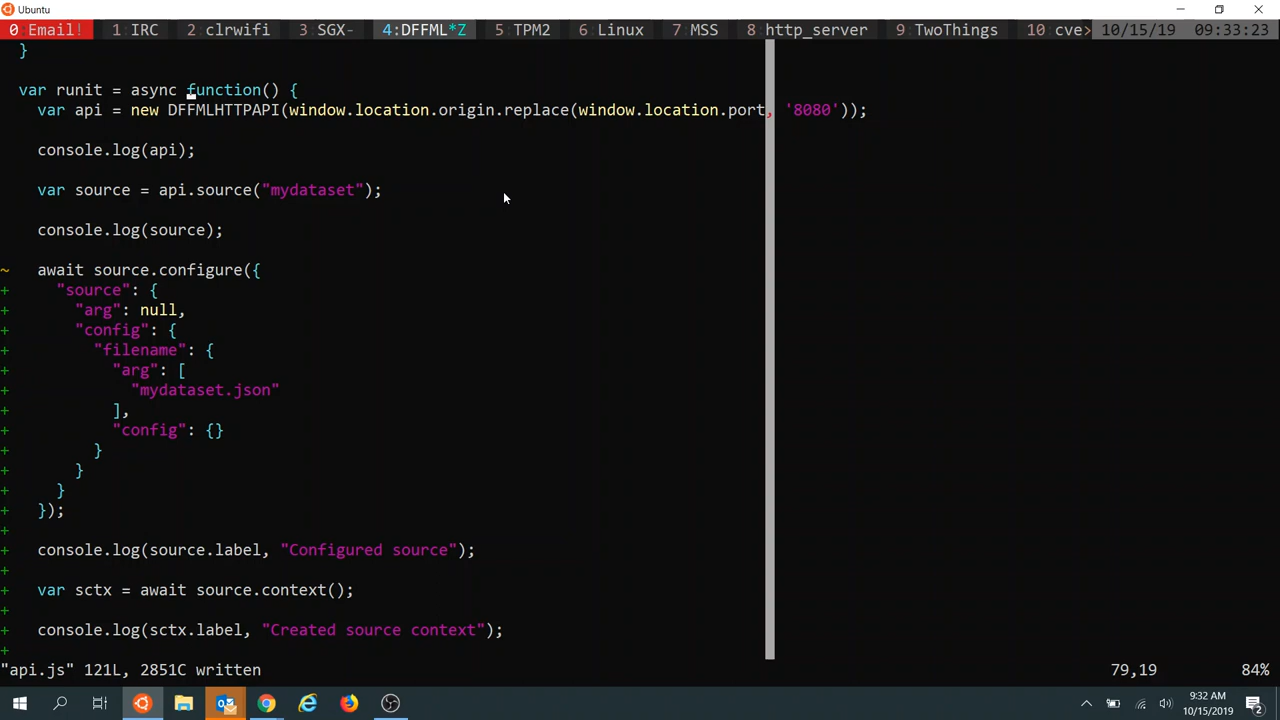 Ubuntu
0 Email! 1 IRC 2 clrwifi 3 SGX- 4:DFFML*Z 5 TPM2 6 Linux 7 MSS 8 http_server 9 TwoThings 10 cve> 10/15/19 09:33:23
}
var runit = async function() {
var api = new DFFMLHTTPAPI(window.location.origin.replace(window.location.port, '8080'));
console.log(api);
var source = api.source("mydataset");
console.log(source);
~ await source.configure({
+ "source": {
+ "arg": null,
+ "config": {
+ "filename": {
+ "arg": [
+ "mydataset.json"
+ ],
+ "config": {}
+ }
+ }
+ }
+ });
+
+ console.log(source.label, "Configured source");
+
+ var sctx = await source.context();
+
+ console.log(sctx.label, "Created source context");
+
"api.js" 121L, 2851C written 79,19 84%
9:32 AM
10/15/2019
2